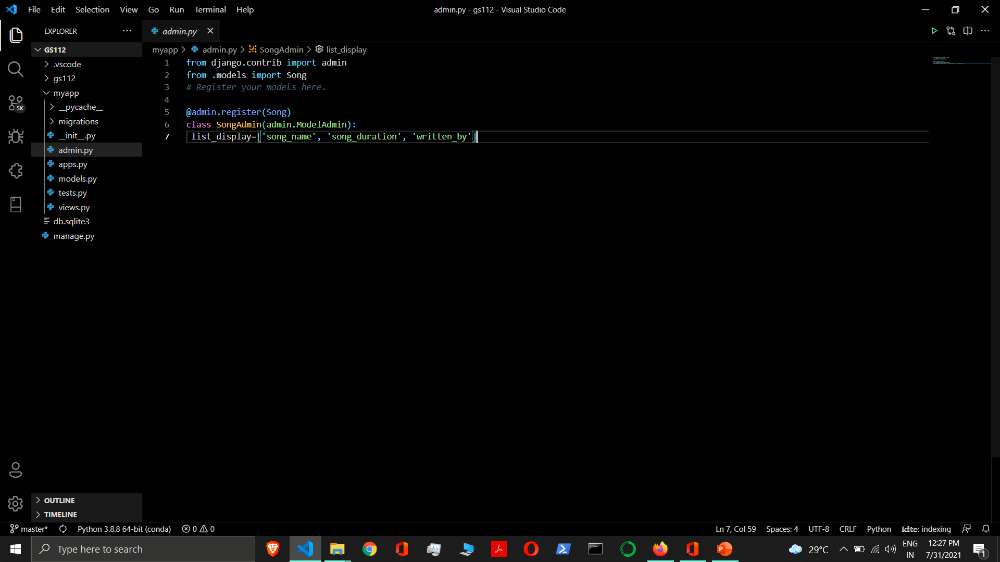 File Edit Selection View Go Run Terminal Help
admin.py - gs112 - Visual Studio Code
EXPLORER
GS112
.vscode
gs112
myapp
__pycache__
migrations
__init__.py
admin.py
apps.py
models.py
tests.py
views.py
db.sqlite3
manage.py
OUTLINE
TIMELINE
5K
admin.py
myapp > admin.py > SongAdmin > list_display
1 from django.contrib import admin
2 from .models import Song
3 # Register your models here.
4
5 @admin.register(Song)
6 class SongAdmin(admin.ModelAdmin):
7 list_display=['song_name', 'song_duration', 'written_by']
master* Python 3.8.8 64-bit (conda) 0 0 Ln 7, Col 59 Spaces: 4 UTF-8 CRLF Python kite: indexing
Type here to search
29°C
ENG
IN
12:27 PM
7/31/2021
1